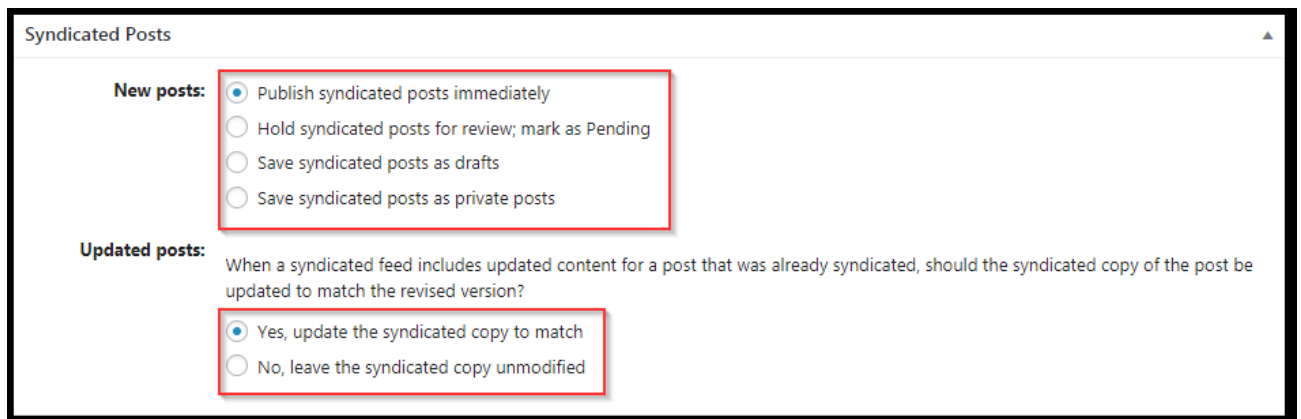 Syndicated Posts
New posts:
Publish syndicated posts immediately
Hold syndicated posts for review; mark as Pending
Save syndicated posts as drafts
Save syndicated posts as private posts
Updated posts:
When a syndicated feed includes updated content for a post that was already syndicated, should the syndicated copy of the post be
updated to match the revised version?
Yes, update the syndicated copy to match
No, leave the syndicated copy unmodified